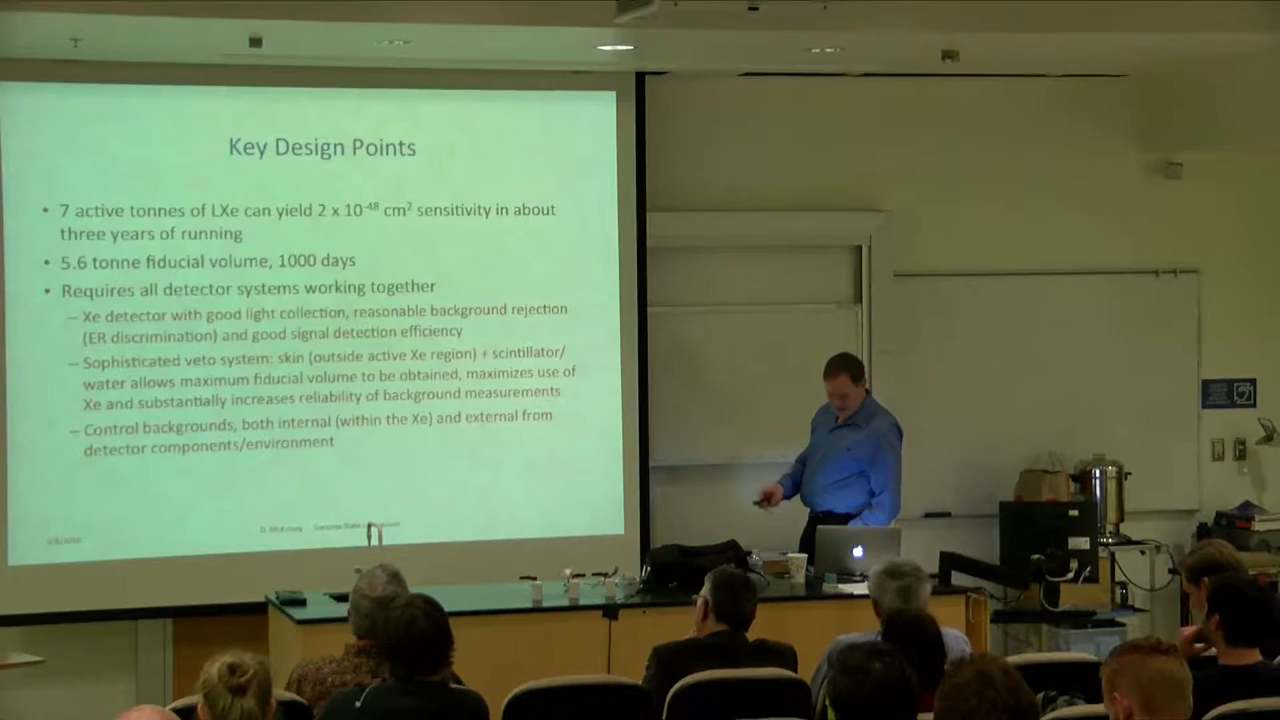 Key Design Points
• 7 active tonnes of LXe can yield 2 x 10⁻⁴⁸ cm² sensitivity in about
three years of running
• 5.6 tonne fiducial volume, 1000 days
• Requires all detector systems working together
– Xe detector with good light collection, reasonable background rejection
(ER discrimination) and good signal detection efficiency
– Sophisticated veto system: skin (outside active Xe region) + scintillator/
water allows maximum fiducial volume to be obtained, maximizes use of
Xe and substantially increases reliability of background measurements
– Control backgrounds, both internal (within the Xe) and external from
detector components/environment